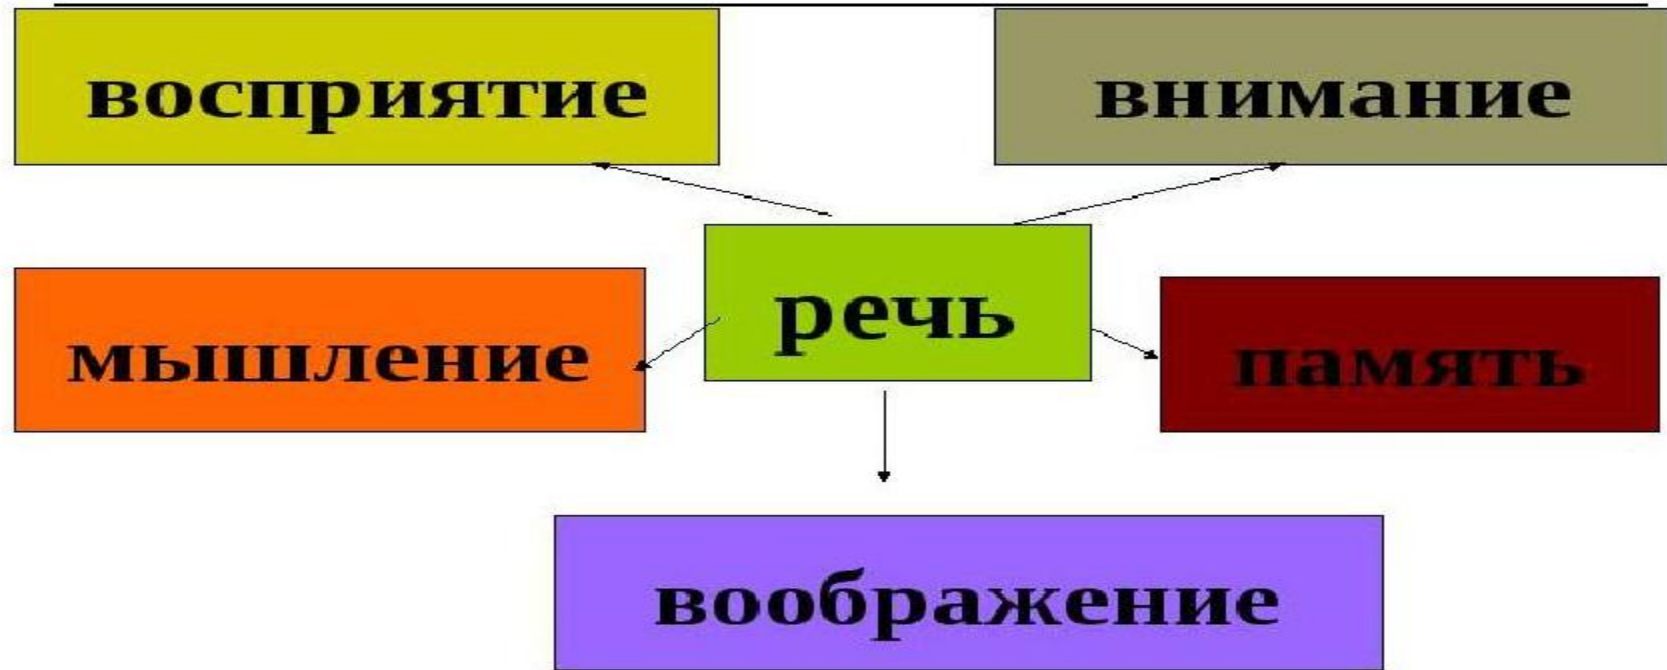 восприятие
внимание
речь
мышление
память
воображение